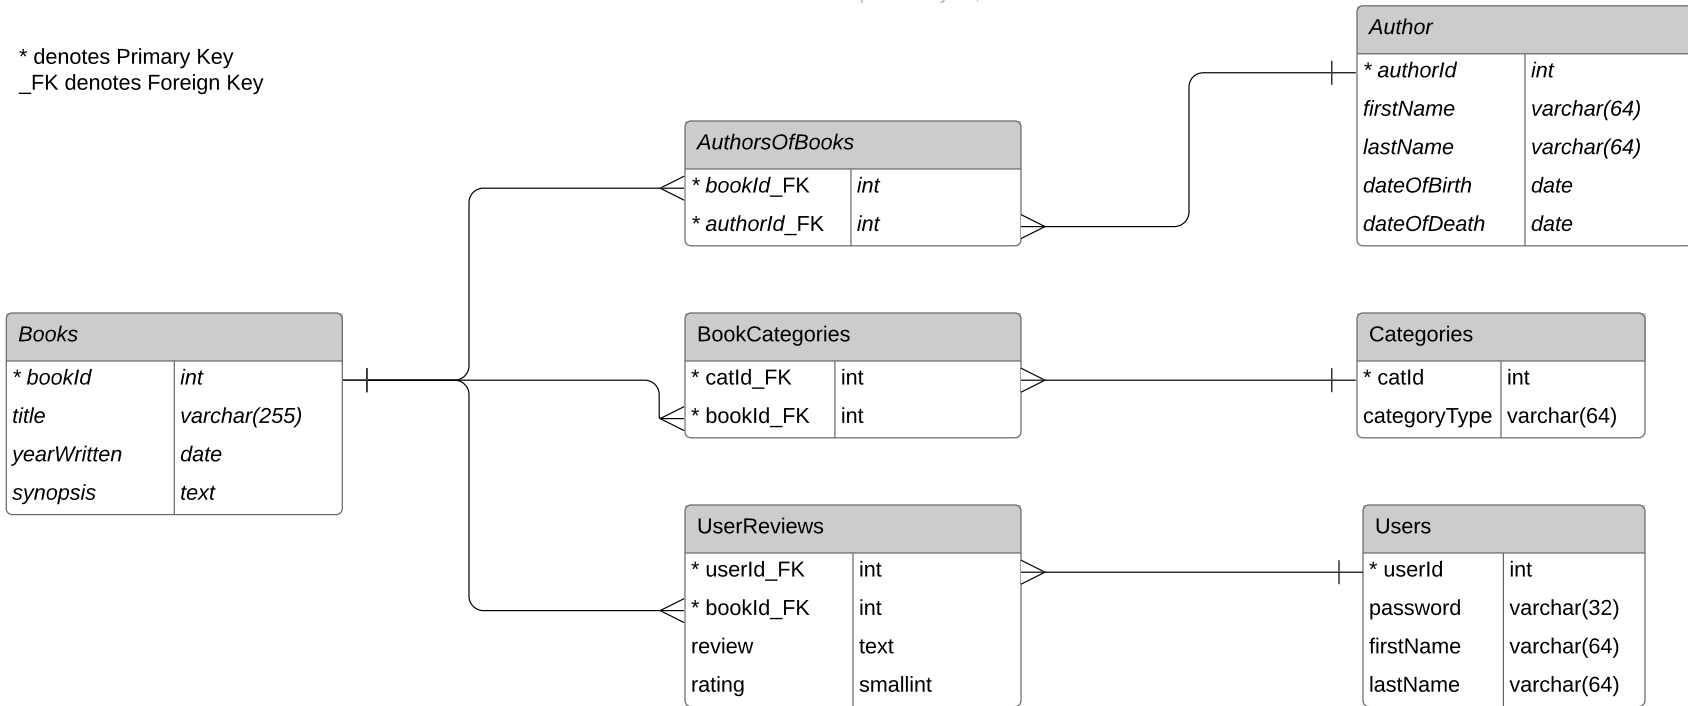 * denotes Primary Key
_FK denotes Foreign Key
Author
* authorId int
firstName varchar(64)
lastName varchar(64)
dateOfBirth date
dateOfDeath date
AuthorsOfBooks
* bookId_FK int
* authorId_FK int
Books
* bookId int
title varchar(255)
yearWritten date
synopsis text
BookCategories
* catId_FK int
* bookId_FK int
Categories
* catId int
categoryType varchar(64)
UserReviews
* userId_FK int
* bookId_FK int
review text
rating smallint
Users
* userId int
password varchar(32)
firstName varchar(64)
lastName varchar(64)